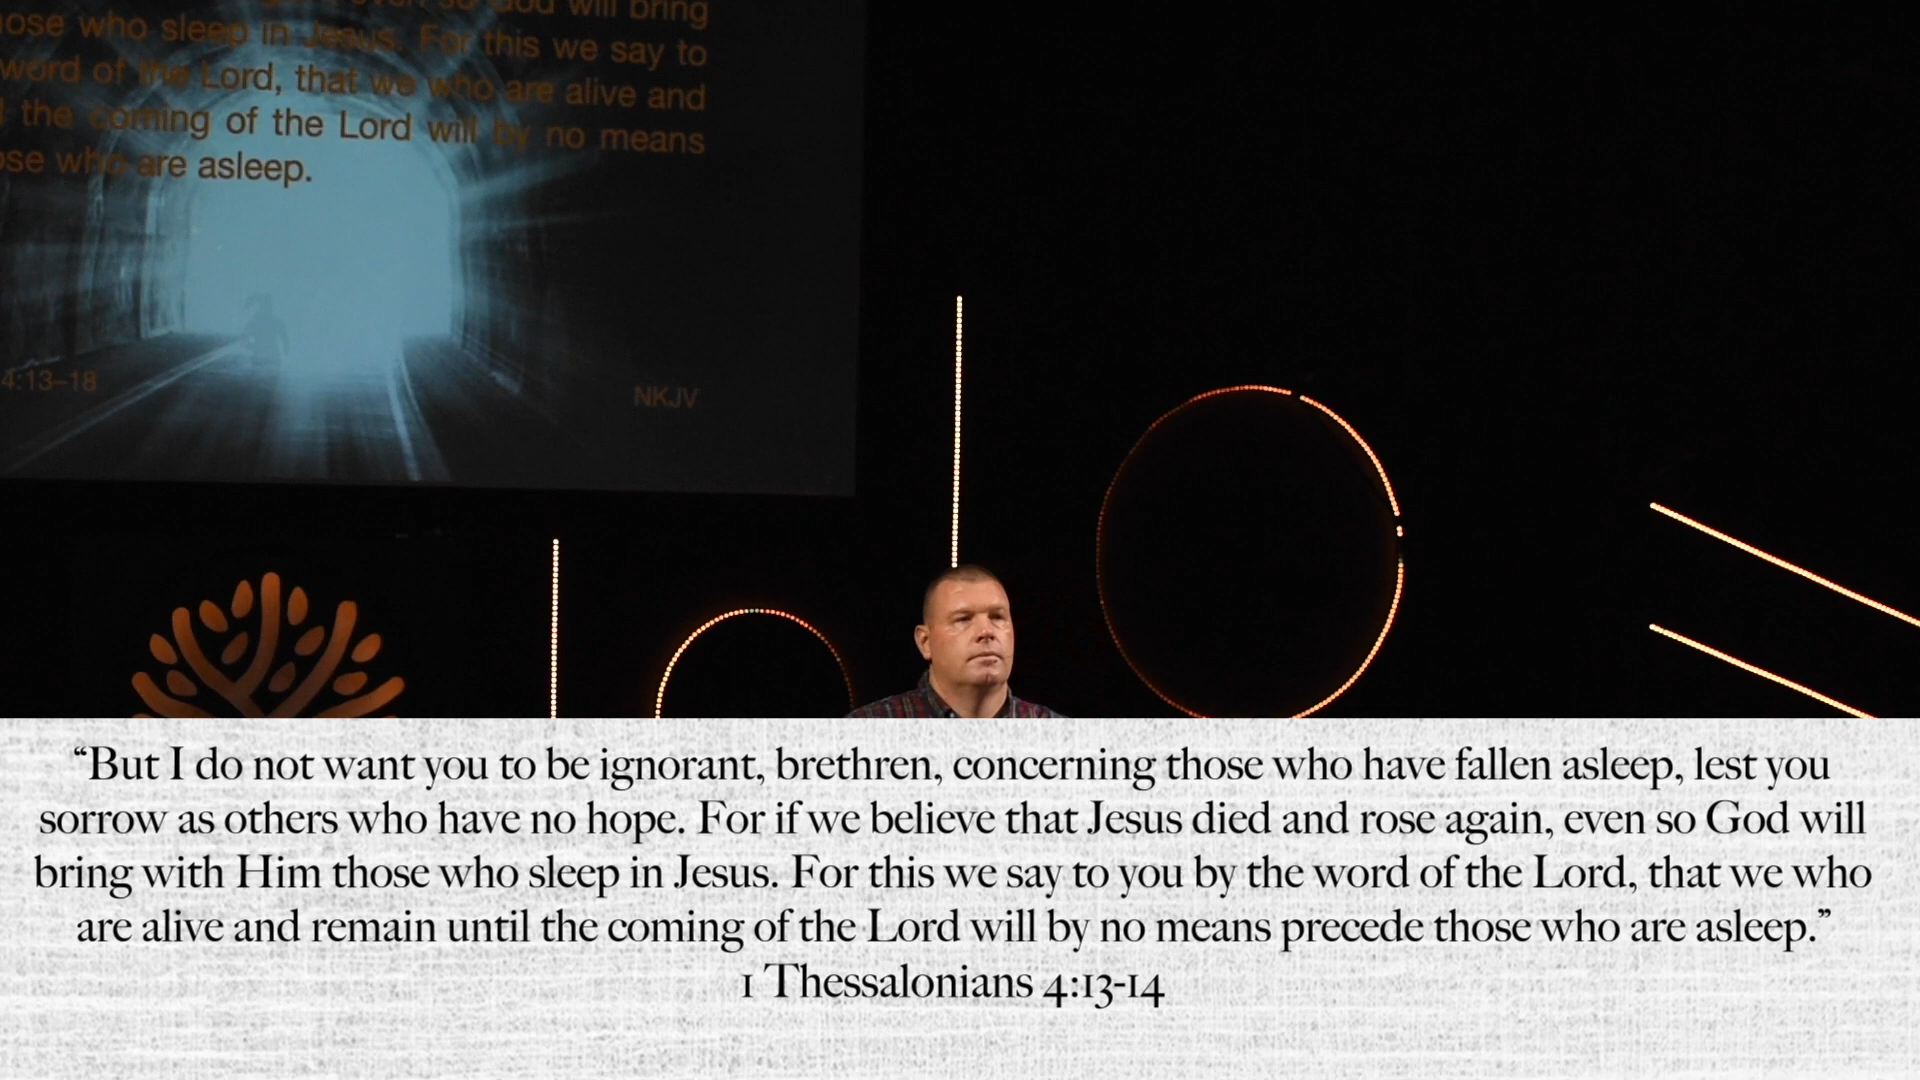 even so God will bring
ose who sleep in Jesus. For this we say to
word of the Lord, that we who are alive and
the coming of the Lord will by no means
ose who are asleep.
4:13–18
NKJV
“But I do not want you to be ignorant, brethren, concerning those who have fallen asleep, lest you
sorrow as others who have no hope. For if we believe that Jesus died and rose again, even so God will
bring with Him those who sleep in Jesus. For this we say to you by the word of the Lord, that we who
are alive and remain until the coming of the Lord will by no means precede those who are asleep.”
1 Thessalonians 4:13-14